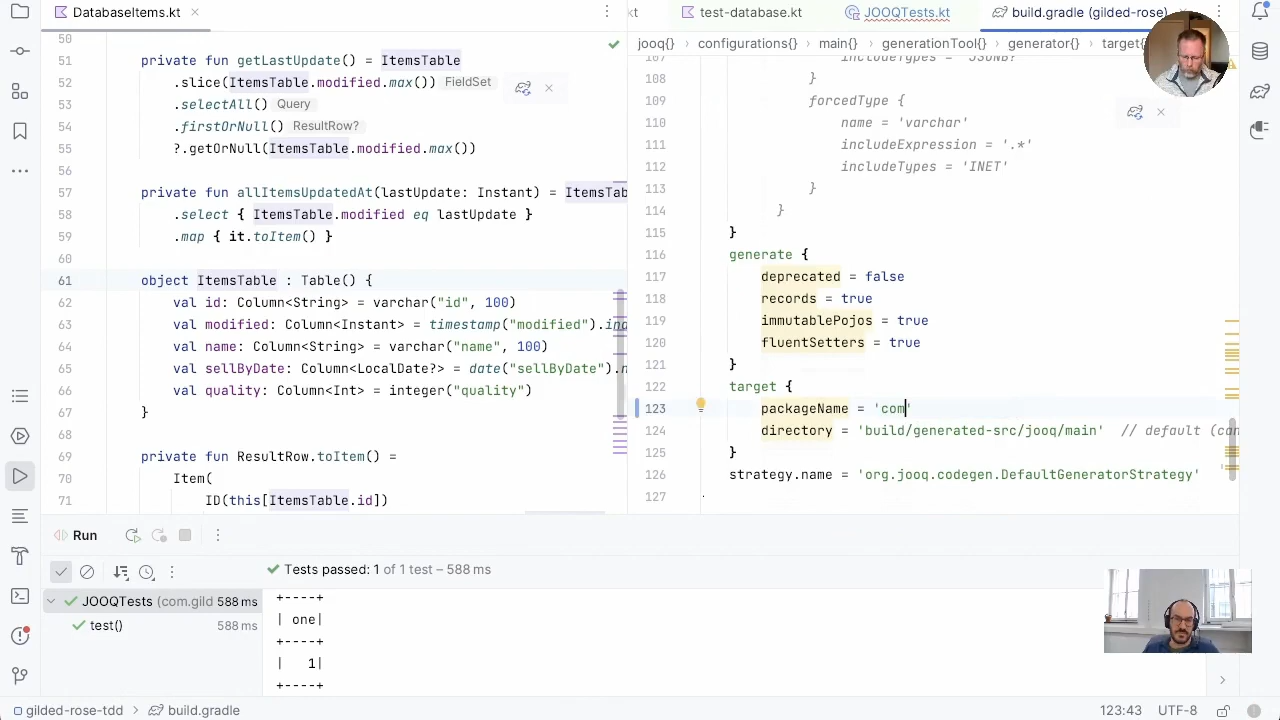 DatabaseItems.kt
kt
test-database.kt
JOOQTests.kt
build.gradle (gilded-rose)
jooq{} configurations{} main{} generationTool{} generator{} target{
50
51 private fun getLastUpdate() = ItemsTable
52 .slice(ItemsTable.modified.max()) FieldSet
53 .selectAll() Query
54 .firstOrNull() ResultRow?
55 ?.getOrNull(ItemsTable.modified.max())
56
57 private fun allItemsUpdatedAt(lastUpdate: Instant) = ItemsTab
58 .select { ItemsTable.modified eq lastUpdate }
59 .map { it.toItem() }
60
61 object ItemsTable : Table() {
62 val id: Column<String> = varchar("id", 100)
63 val modified: Column<Instant> = timestamp("modified").ind
64 val name: Column<String> = varchar("name", 100)
65 val sellByDate: Column<LocalDate?> = date("sellByDate").n
66 val quality: Column<Int> = integer("quality")
67 }
68
69 private fun ResultRow.toItem() =
70 Item(
71 ID(this[ItemsTable.id])
107 includeTypes = 'JSONB?'
108 }
109 forcedType {
110 name = 'varchar'
111 includeExpression = '.*'
112 includeTypes = 'INET'
113 }
114 }
115 }
116 generate {
117 deprecated = false
118 records = true
119 immutablePojos = true
120 fluentSetters = true
121 }
122 target {
123 packageName = 'com'
124 directory = 'build/generated-src/jooq/main' // default (can
125 }
126 strategy.name = 'org.jooq.codegen.DefaultGeneratorStrategy'
127
Run
Tests passed: 1 of 1 test – 588 ms
JOOQTests (com.gild 588 ms
test() 588 ms
+----+
| one|
+----+
|   1|
+----+
gilded-rose-tdd > build.gradle
123:43 UTF-8